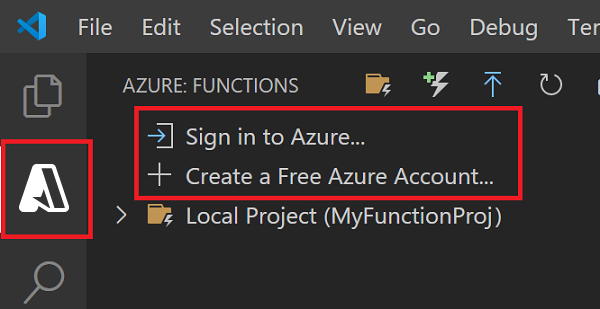 File Edit Selection View Go Debug Ter
AZURE: FUNCTIONS
Sign in to Azure...
Create a Free Azure Account...
Local Project (MyFunctionProj)